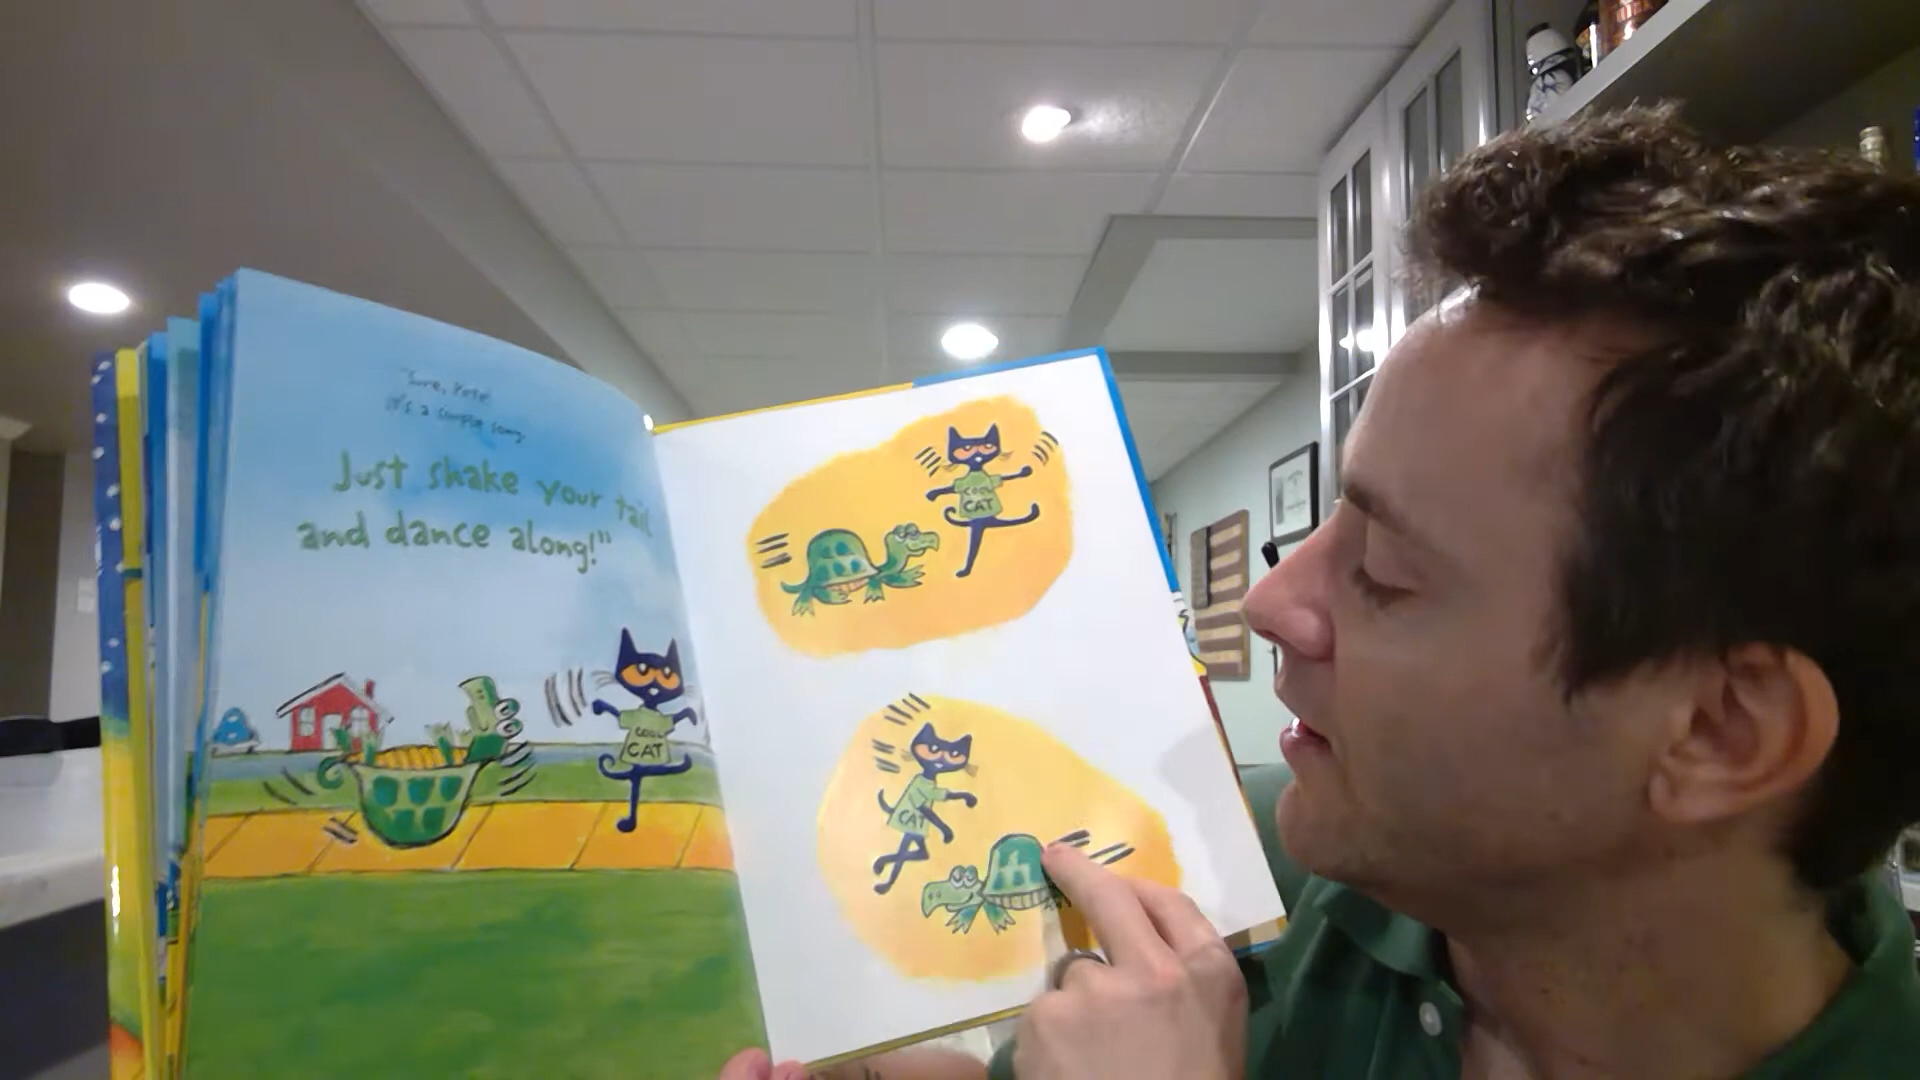 "Sure, Pete!
It's a simple song.
Just shake your tail
and dance along!"
COOL
CAT
COOL
CAT
CAT